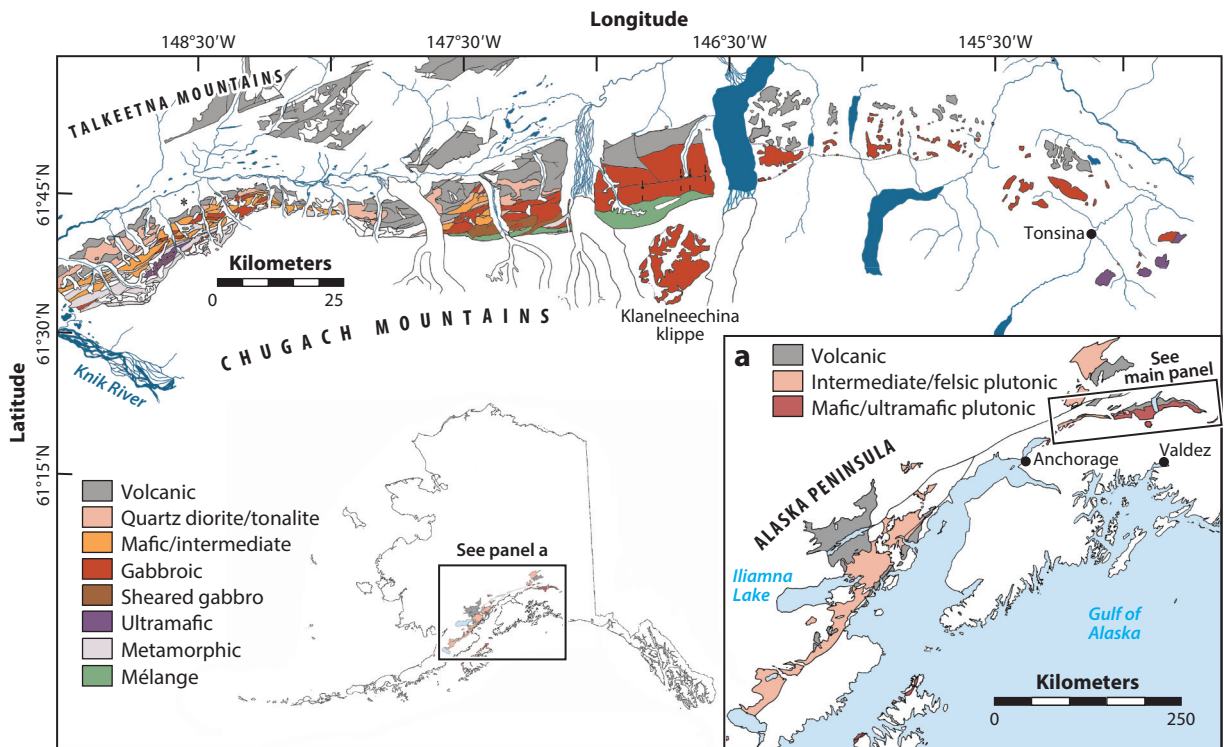 Longitude
148°30'W 147°30'W 146°30'W 145°30'W
TALKEETNA MOUNTAINS
61°45'N
*
Tonsina
Kilometers
0 25
Klanelneechina
klippe
CHUGACH MOUNTAINS
61°30'N
Knik River
Latitude
61°15'N
Volcanic
Quartz diorite/tonalite
Mafic/intermediate
Gabbroic
Sheared gabbro
Ultramafic
Metamorphic
Mélange
See panel a
a
Volcanic
Intermediate/felsic plutonic
Mafic/ultramafic plutonic
See
main panel
Anchorage
Valdez
ALASKA PENINSULA
Iliamna
Lake
Gulf of
Alaska
Kilometers
0 250